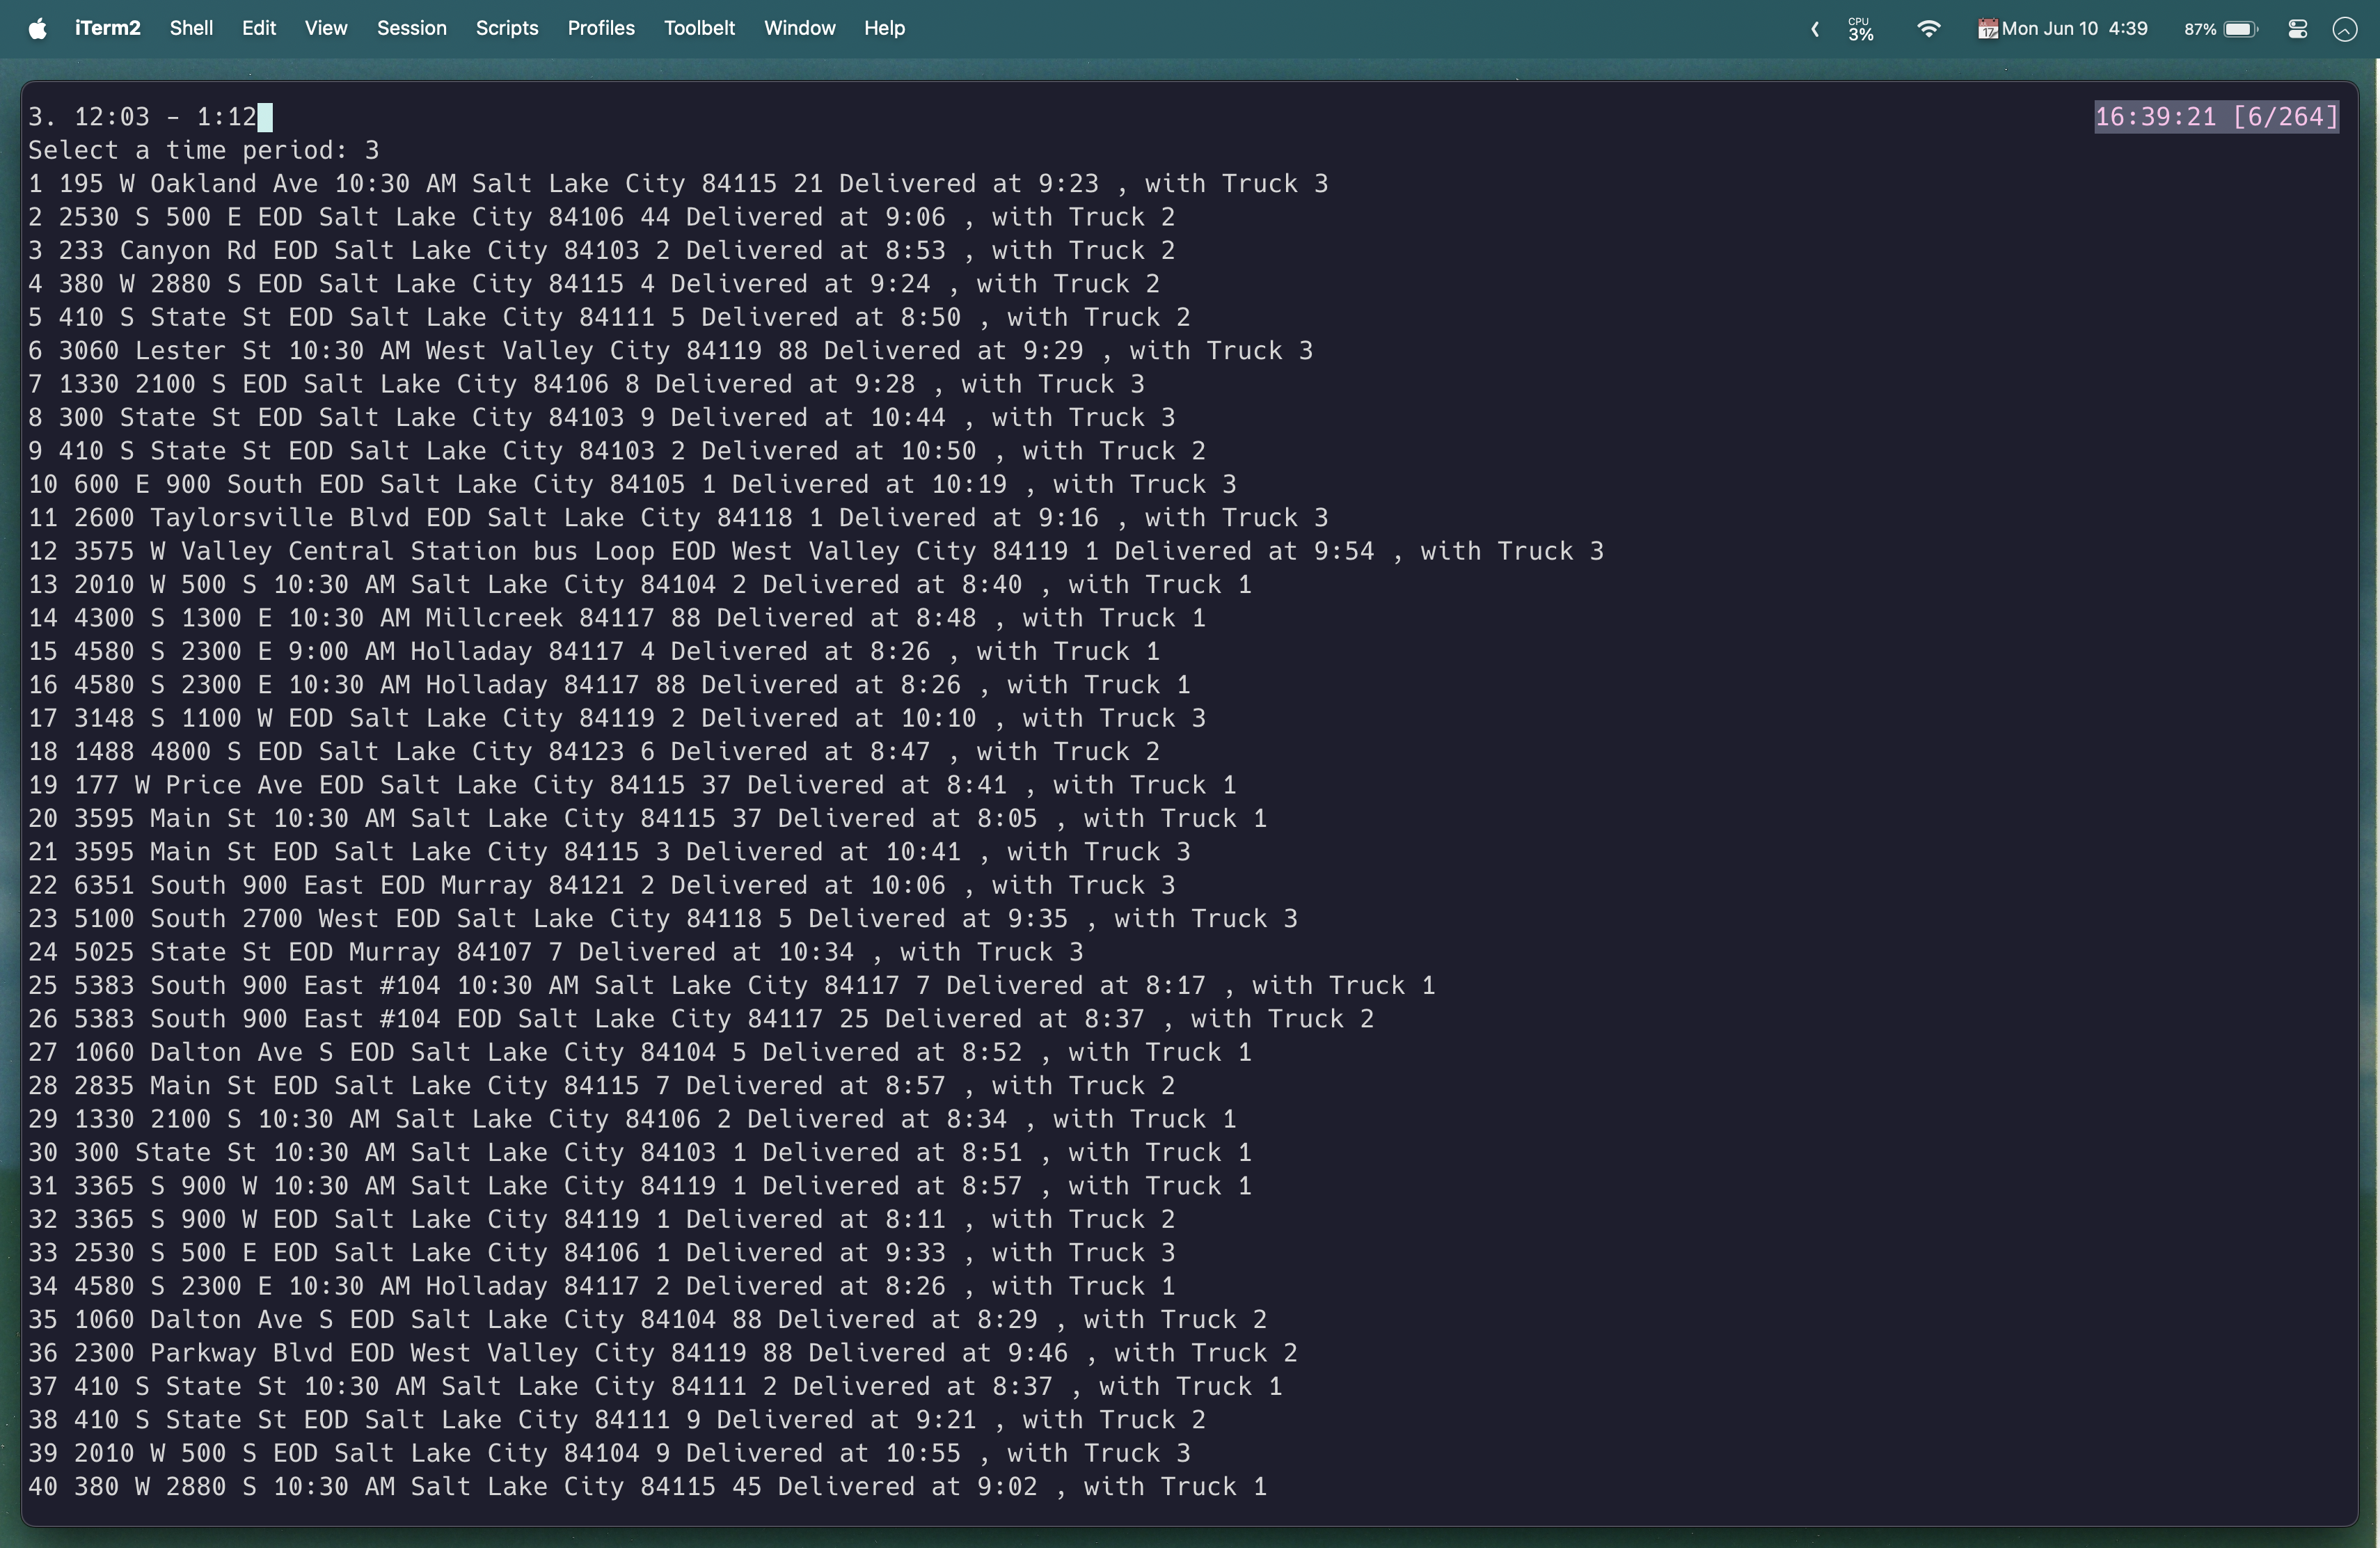 iTerm2 Shell Edit View Session Scripts Profiles Toolbelt Window Help CPU 3% 17 Mon Jun 10 4:39 87%
3. 12:03 - 1:12 16:39:21 [6/264]
Select a time period: 3
1 195 W Oakland Ave 10:30 AM Salt Lake City 84115 21 Delivered at 9:23 , with Truck 3
2 2530 S 500 E EOD Salt Lake City 84106 44 Delivered at 9:06 , with Truck 2
3 233 Canyon Rd EOD Salt Lake City 84103 2 Delivered at 8:53 , with Truck 2
4 380 W 2880 S EOD Salt Lake City 84115 4 Delivered at 9:24 , with Truck 2
5 410 S State St EOD Salt Lake City 84111 5 Delivered at 8:50 , with Truck 2
6 3060 Lester St 10:30 AM West Valley City 84119 88 Delivered at 9:29 , with Truck 3
7 1330 2100 S EOD Salt Lake City 84106 8 Delivered at 9:28 , with Truck 3
8 300 State St EOD Salt Lake City 84103 9 Delivered at 10:44 , with Truck 3
9 410 S State St EOD Salt Lake City 84103 2 Delivered at 10:50 , with Truck 2
10 600 E 900 South EOD Salt Lake City 84105 1 Delivered at 10:19 , with Truck 3
11 2600 Taylorsville Blvd EOD Salt Lake City 84118 1 Delivered at 9:16 , with Truck 3
12 3575 W Valley Central Station bus Loop EOD West Valley City 84119 1 Delivered at 9:54 , with Truck 3
13 2010 W 500 S 10:30 AM Salt Lake City 84104 2 Delivered at 8:40 , with Truck 1
14 4300 S 1300 E 10:30 AM Millcreek 84117 88 Delivered at 8:48 , with Truck 1
15 4580 S 2300 E 9:00 AM Holladay 84117 4 Delivered at 8:26 , with Truck 1
16 4580 S 2300 E 10:30 AM Holladay 84117 88 Delivered at 8:26 , with Truck 1
17 3148 S 1100 W EOD Salt Lake City 84119 2 Delivered at 10:10 , with Truck 3
18 1488 4800 S EOD Salt Lake City 84123 6 Delivered at 8:47 , with Truck 2
19 177 W Price Ave EOD Salt Lake City 84115 37 Delivered at 8:41 , with Truck 1
20 3595 Main St 10:30 AM Salt Lake City 84115 37 Delivered at 8:05 , with Truck 1
21 3595 Main St EOD Salt Lake City 84115 3 Delivered at 10:41 , with Truck 3
22 6351 South 900 East EOD Murray 84121 2 Delivered at 10:06 , with Truck 3
23 5100 South 2700 West EOD Salt Lake City 84118 5 Delivered at 9:35 , with Truck 3
24 5025 State St EOD Murray 84107 7 Delivered at 10:34 , with Truck 3
25 5383 South 900 East #104 10:30 AM Salt Lake City 84117 7 Delivered at 8:17 , with Truck 1
26 5383 South 900 East #104 EOD Salt Lake City 84117 25 Delivered at 8:37 , with Truck 2
27 1060 Dalton Ave S EOD Salt Lake City 84104 5 Delivered at 8:52 , with Truck 1
28 2835 Main St EOD Salt Lake City 84115 7 Delivered at 8:57 , with Truck 2
29 1330 2100 S 10:30 AM Salt Lake City 84106 2 Delivered at 8:34 , with Truck 1
30 300 State St 10:30 AM Salt Lake City 84103 1 Delivered at 8:51 , with Truck 1
31 3365 S 900 W 10:30 AM Salt Lake City 84119 1 Delivered at 8:57 , with Truck 1
32 3365 S 900 W EOD Salt Lake City 84119 1 Delivered at 8:11 , with Truck 2
33 2530 S 500 E EOD Salt Lake City 84106 1 Delivered at 9:33 , with Truck 3
34 4580 S 2300 E 10:30 AM Holladay 84117 2 Delivered at 8:26 , with Truck 1
35 1060 Dalton Ave S EOD Salt Lake City 84104 88 Delivered at 8:29 , with Truck 2
36 2300 Parkway Blvd EOD West Valley City 84119 88 Delivered at 9:46 , with Truck 2
37 410 S State St 10:30 AM Salt Lake City 84111 2 Delivered at 8:37 , with Truck 1
38 410 S State St EOD Salt Lake City 84111 9 Delivered at 9:21 , with Truck 2
39 2010 W 500 S EOD Salt Lake City 84104 9 Delivered at 10:55 , with Truck 3
40 380 W 2880 S 10:30 AM Salt Lake City 84115 45 Delivered at 9:02 , with Truck 1